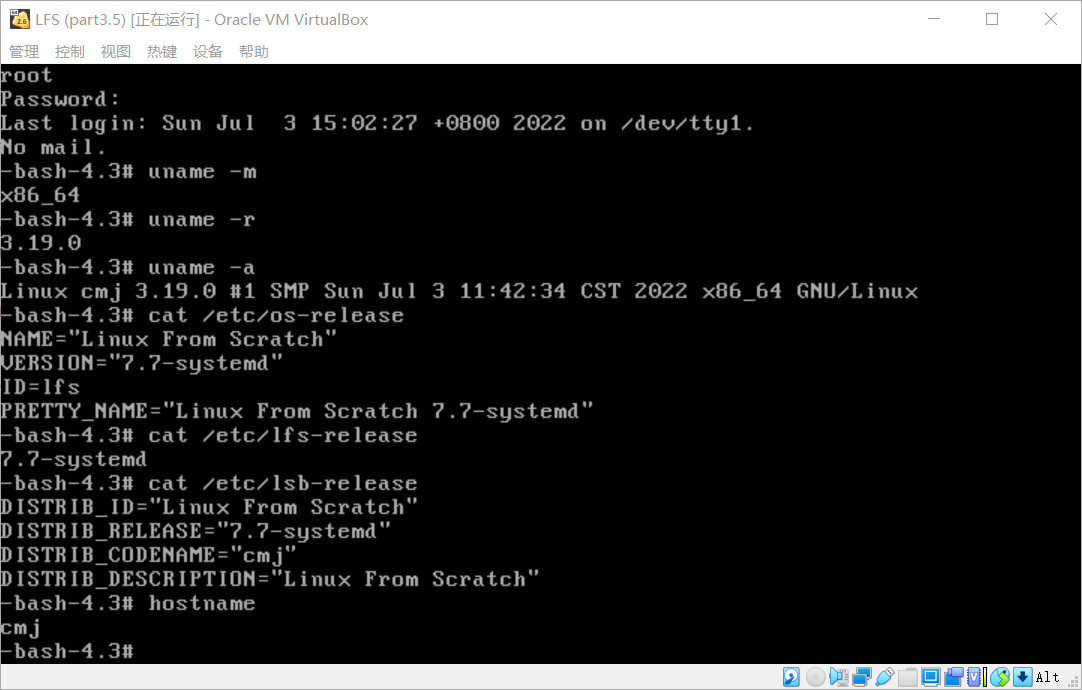 LFS (part3.5) [正在运行] - Oracle VM VirtualBox
管理 控制 视图 热键 设备 帮助
root
Password:
Last login: Sun Jul  3 15:02:27 +0800 2022 on /dev/tty1.
No mail.
-bash-4.3# uname -m
x86_64
-bash-4.3# uname -r
3.19.0
-bash-4.3# uname -a
Linux cmj 3.19.0 #1 SMP Sun Jul 3 11:42:34 CST 2022 x86_64 GNU/Linux
-bash-4.3# cat /etc/os-release
NAME="Linux From Scratch"
VERSION="7.7-systemd"
ID=lfs
PRETTY_NAME="Linux From Scratch 7.7-systemd"
-bash-4.3# cat /etc/lfs-release
7.7-systemd
-bash-4.3# cat /etc/lsb-release
DISTRIB_ID="Linux From Scratch"
DISTRIB_RELEASE="7.7-systemd"
DISTRIB_CODENAME="cmj"
DISTRIB_DESCRIPTION="Linux From Scratch"
-bash-4.3# hostname
cmj
-bash-4.3#
Alt